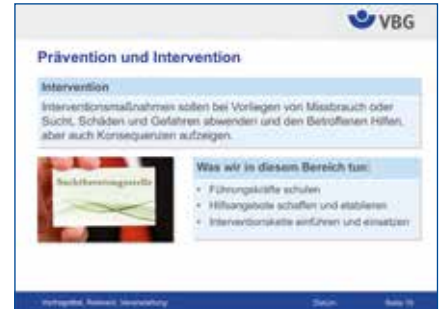 VBG
Prävention und Intervention
Intervention
Interventionsmaßnahmen sollen bei Vorliegen von Missbrauch oder
Sucht, Schäden und Gefahren abwenden und den Betroffenen Hilfen,
aber auch Konsequenzen aufzeigen.
Suchtberatungsstelle
Was wir in diesem Bereich tun:
• Führungskräfte schulen
• Hilfsangebote schaffen und etablieren
• Interventionskette einführen und einsetzen
Vortragstitel, Referent, Veranstaltung
Datum
Seite